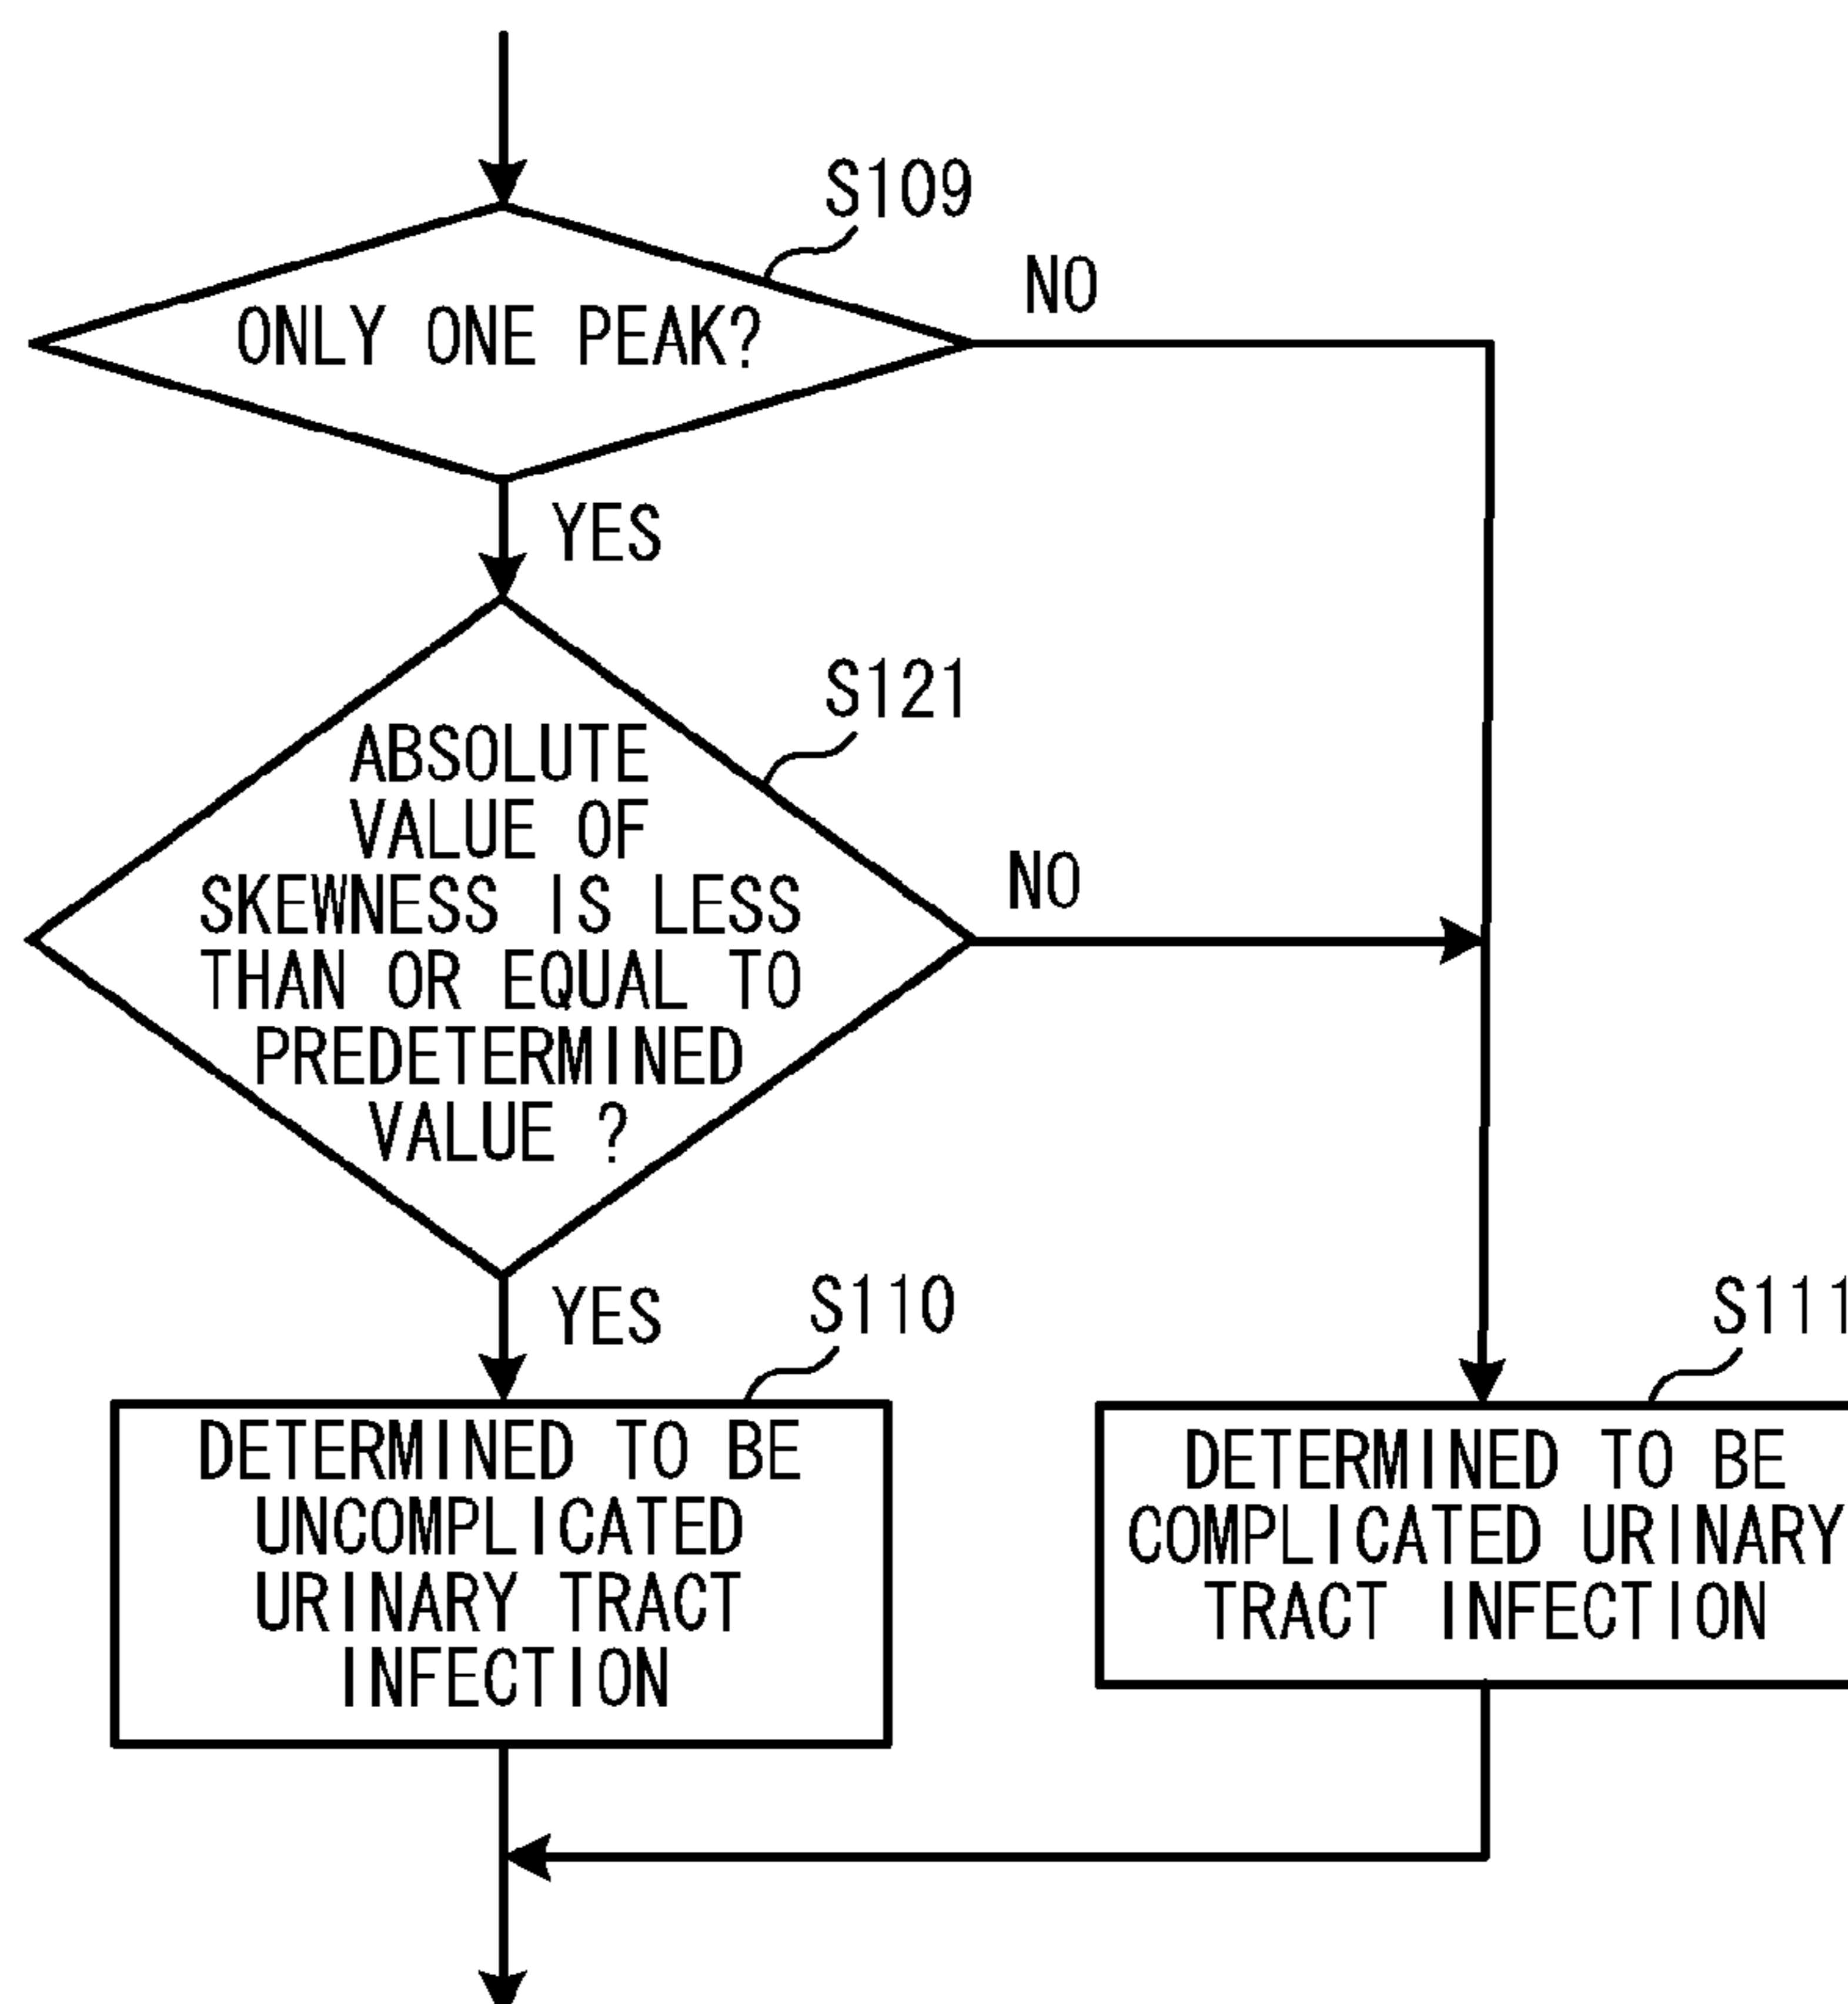 S109
ONLY ONE PEAK?
NO
YES
S121
ABSOLUTE
VALUE OF
SKEWNESS IS LESS
THAN OR EQUAL TO
PREDETERMINED
VALUE ?
NO
YES
S110
DETERMINED TO BE
UNCOMPLICATED
URINARY TRACT
INFECTION
S111
DETERMINED TO BE
COMPLICATED URINARY
TRACT INFECTION